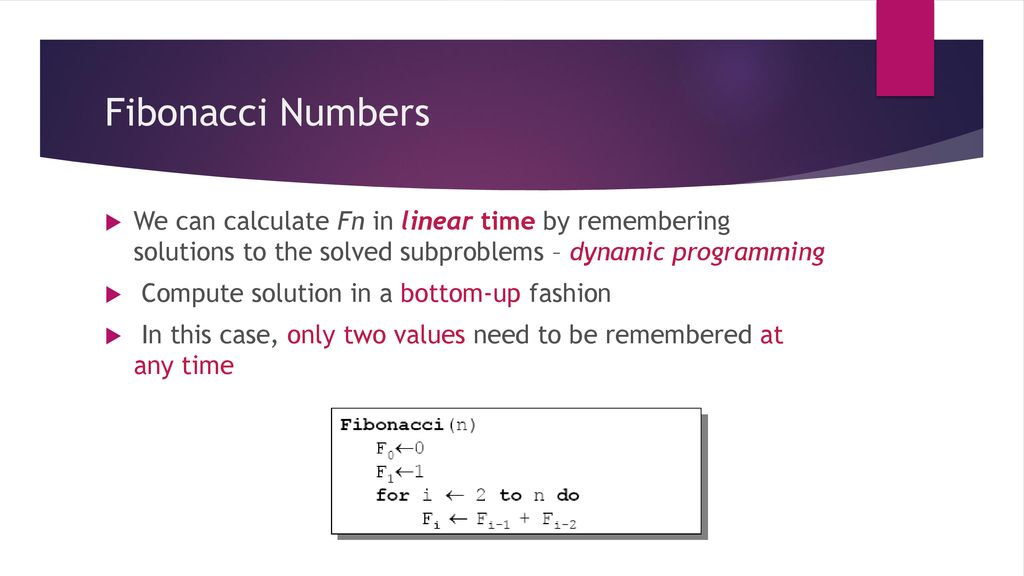 Fibonacci Numbers
We can calculate Fn in linear time by remembering
solutions to the solved subproblems – dynamic programming
Compute solution in a bottom-up fashion
In this case, only two values need to be remembered at
any time
Fibonacci(n)
F₀←0
F₁←1
for i ← 2 to n do
Fᵢ ← Fᵢ₋₁ + Fᵢ₋₂